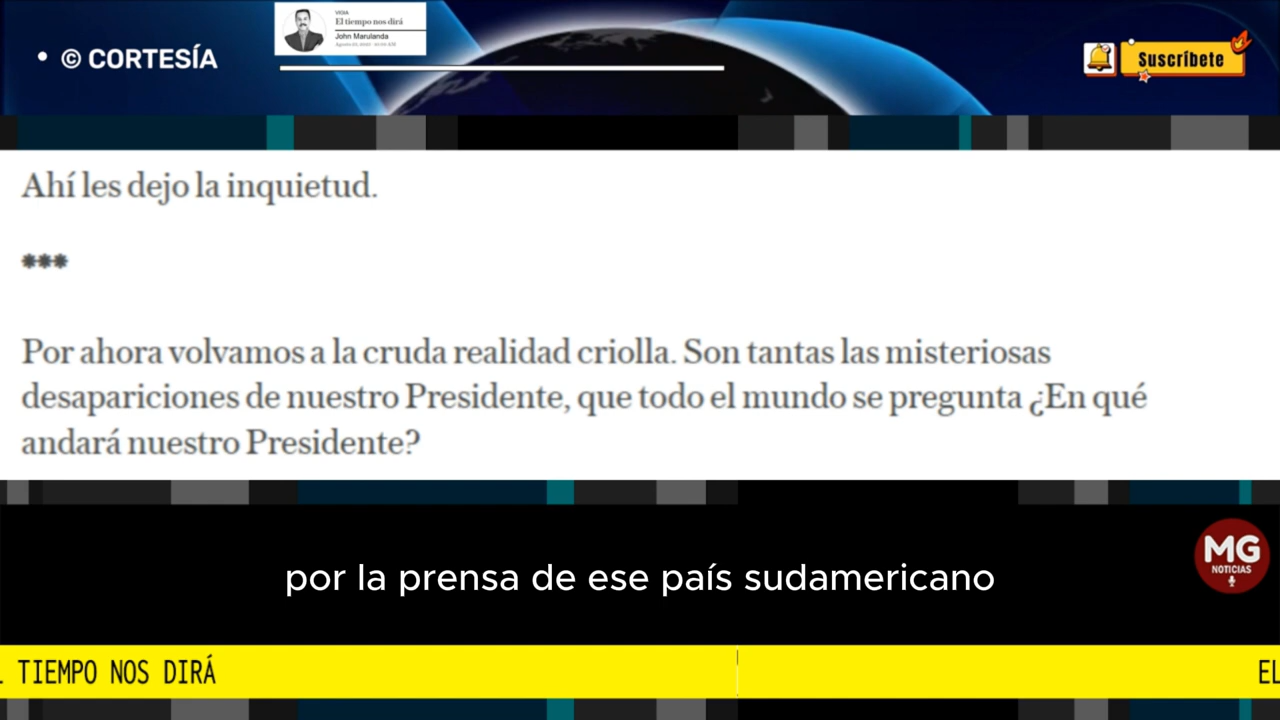 • © CORTESÍA
VIGIA
El tiempo nos dirá
John Marulanda
Suscríbete
Ahí les dejo la inquietud.
***
Por ahora volvamos a la cruda realidad criolla. Son tantas las misteriosas
desapariciones de nuestro Presidente, que todo el mundo se pregunta ¿En qué
andará nuestro Presidente?
MG
NOTICIAS
por la prensa de ese país sudamericano
TIEMPO NOS DIRÁ
EL